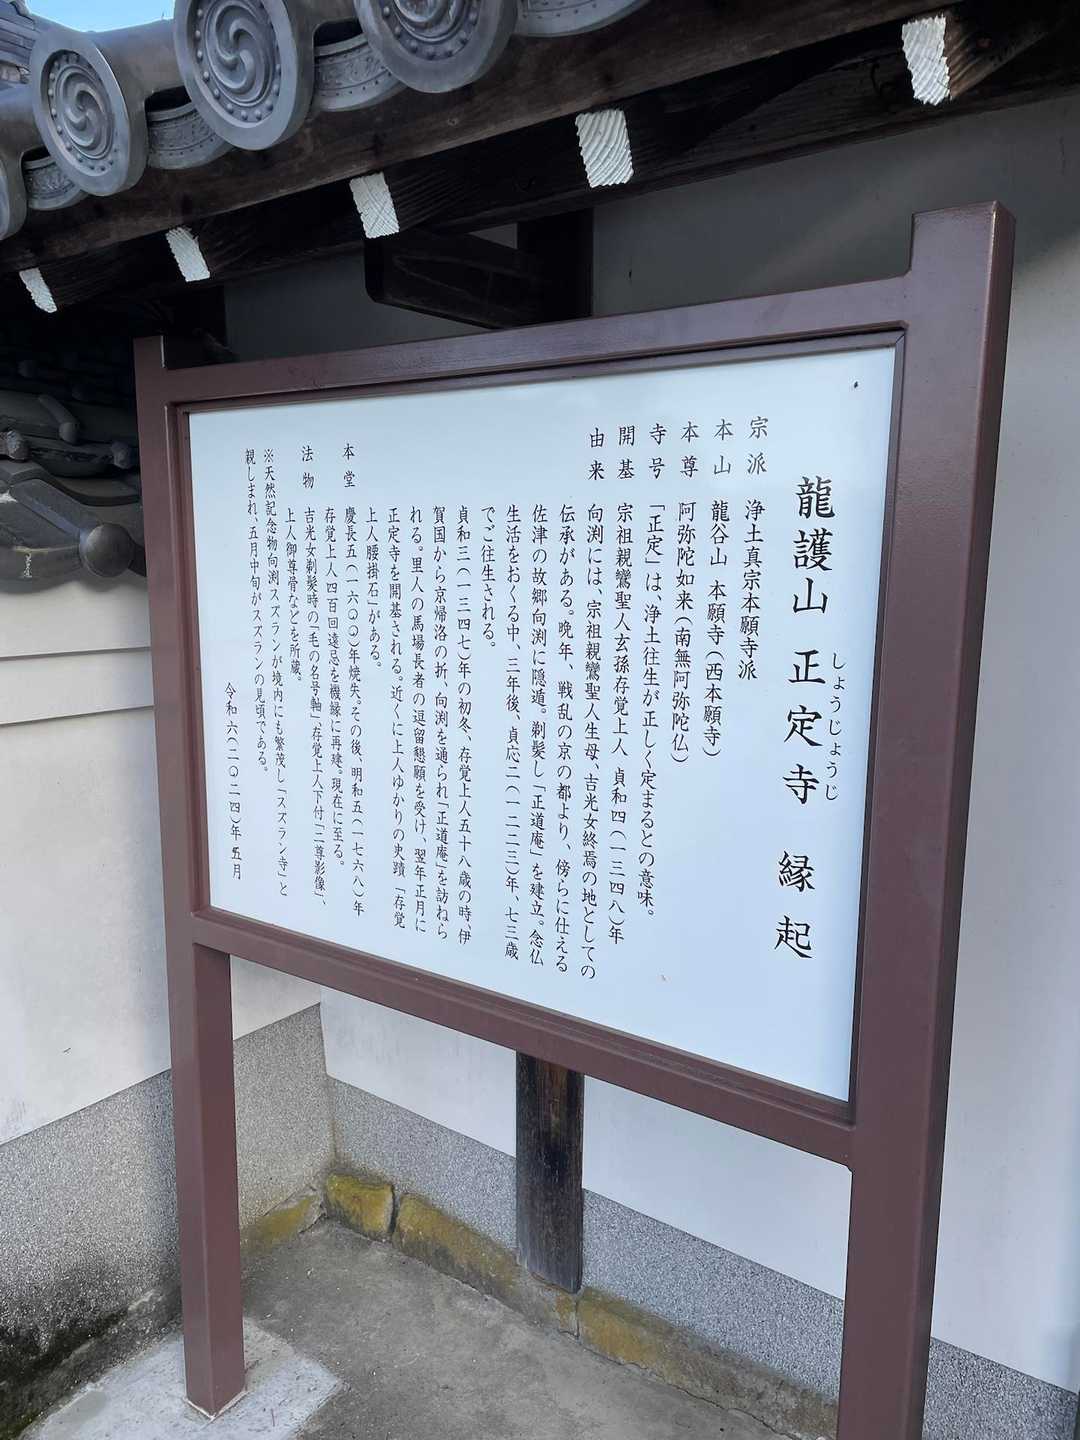 龍護山 正定寺 縁起
しょうじょうじ
宗派 浄土真宗本願寺派
本山 龍谷山 本願寺(西本願寺)
本尊 阿弥陀如来(南無阿弥陀仏)
寺号 「正定」は、浄土往生が正しく定まるとの意味。
開基 宗祖親鸞聖人玄孫存覚上人 貞和四(一三四八)年
由来 向渕には、宗祖親鸞聖人生母、吉光女終焉の地としての
伝承がある。晩年、戦乱の京の都より、傍らに仕える
佐津の故郷向渕に隠遁。剃髪し「正道庵」を建立。念仏
生活をおくる中、三年後、貞応二(一二二三)年、七三歳
でご往生される。
貞和三(一三四七)年の初冬、存覚上人五十八歳の時、伊
賀国から京帰洛の折、向渕を通られ「正道庵」を訪ねら
れる。里人の馬場長者の逗留懇願を受け、翌年正月に
正定寺を開基される。近くに上人ゆかりの史蹟「存覚
上人腰掛石」がある。
本堂 慶長五(一六〇〇)年焼失。その後、明和五(一七六八)年
存覚上人四百回遠忌を機縁に再建。現在に至る。
法物 吉光女剃髪時の「毛の名号軸」、存覚上人下付「二尊影像」、
上人御尊骨などを所蔵。
※天然記念物向渕スズランが境内にも繁茂し「スズラン寺」と
親しまれ、五月中旬がスズランの見頃である。
令和六(二〇二四)年五月